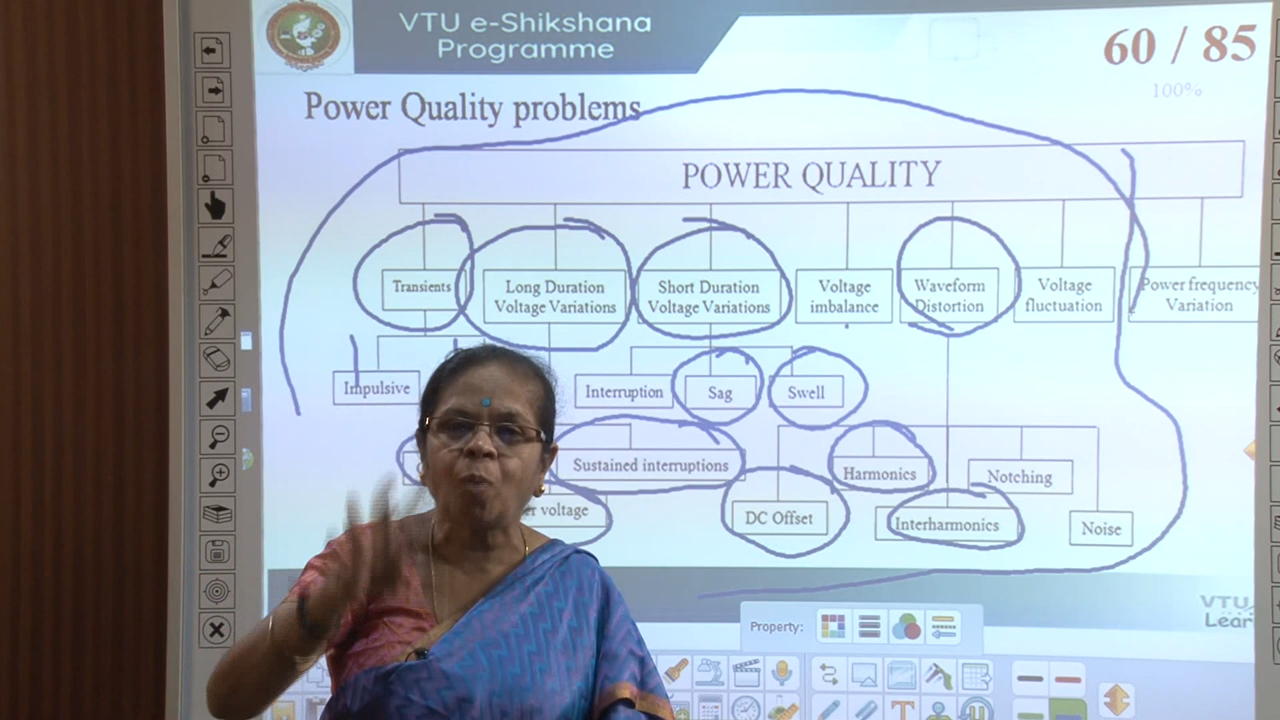 VTU e-Shikshana
Programme
60 / 85
100%
Power Quality problems
POWER QUALITY
Transients
Long Duration
Voltage Variations
Short Duration
Voltage Variations
Voltage
imbalance
Waveform
Distortion
Voltage
fluctuation
Power frequency
Variation
Impulsive
Interruption
Sag
Swell
Sustained interruptions
Harmonics
Notching
voltage
DC Offset
Interharmonics
Noise
VTU
Lear
Property: